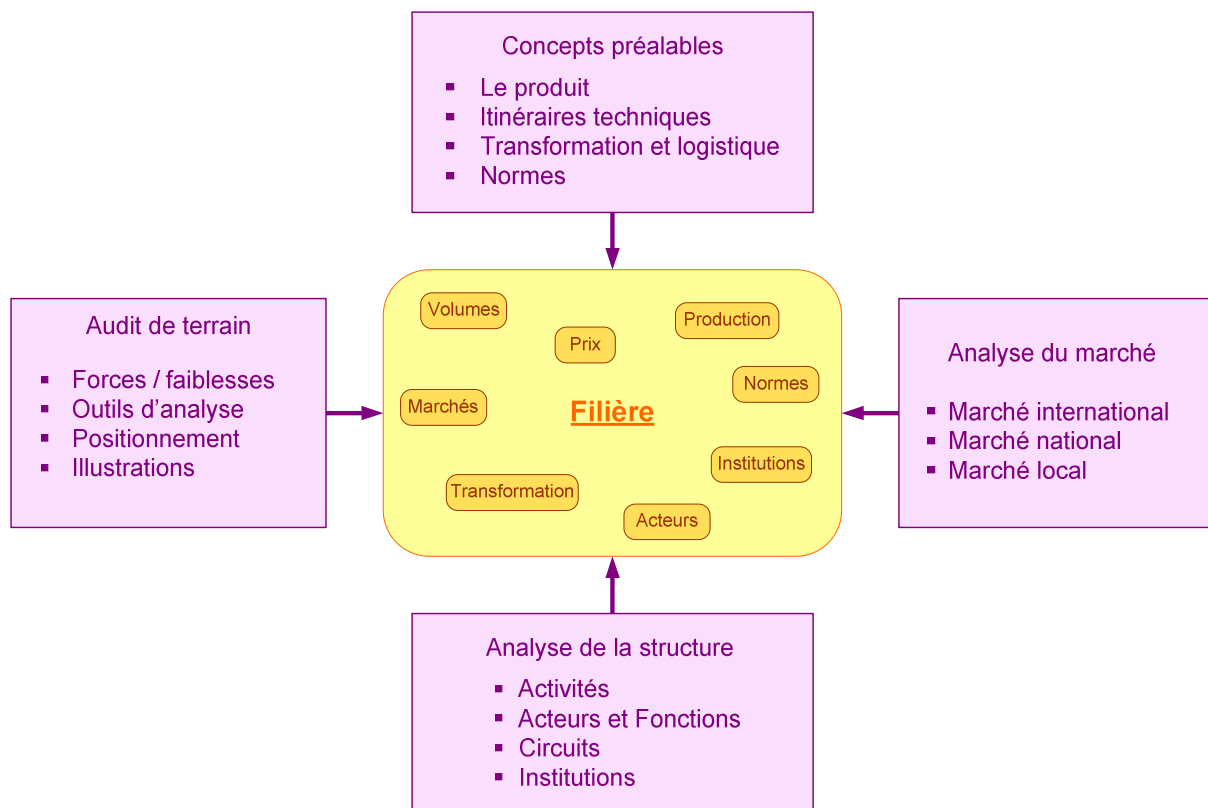 Concepts préalables
▪ Le produit
▪ Itinéraires techniques
▪ Transformation et logistique
▪ Normes
Audit de terrain
▪ Forces / faiblesses
▪ Outils d'analyse
▪ Positionnement
▪ Illustrations
Volumes
Prix
Production
Marchés
Filière
Normes
Institutions
Transformation
Acteurs
Analyse du marché
▪ Marché international
▪ Marché national
▪ Marché local
Analyse de la structure
▪ Activités
▪ Acteurs et Fonctions
▪ Circuits
▪ Institutions